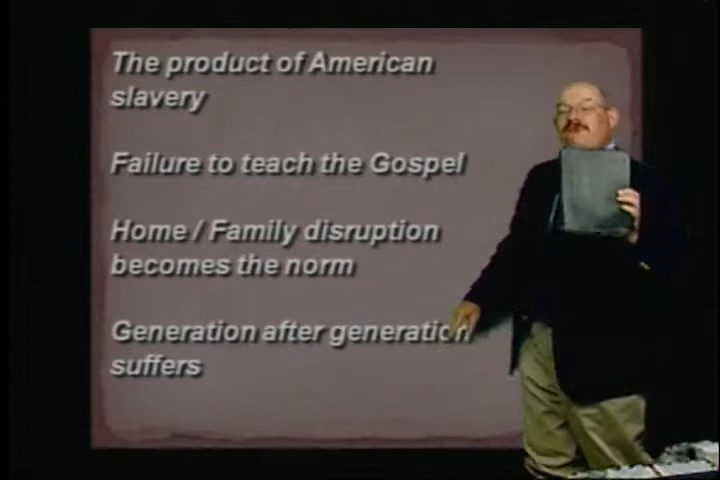 The product of American
slavery
Failure to teach the Gospel
Home / Family disruption
becomes the norm
Generation after generation
suffers